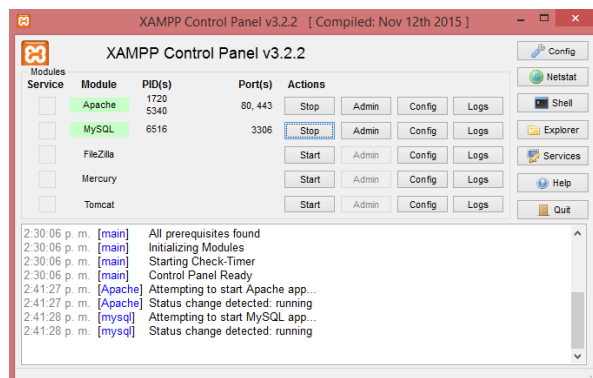 XAMPP Control Panel v3.2.2 [ Compiled: Nov 12th 2015 ]
XAMPP Control Panel v3.2.2
Config
Modules
Service Module PID(s) Port(s) Actions
Netstat
Apache 1720 5340 80, 443 Stop Admin Config Logs
Shell
MySQL 6516 3306 Stop Admin Config Logs
Explorer
FileZilla Start Admin Config Logs
Services
Mercury Start Admin Config Logs
Help
Tomcat Start Admin Config Logs
Quit
2:30:06 p. m. [main] All prerequisites found
2:30:06 p. m. [main] Initializing Modules
2:30:06 p. m. [main] Starting Check-Timer
2:30:06 p. m. [main] Control Panel Ready
2:41:27 p. m. [Apache] Attempting to start Apache app...
2:41:27 p. m. [Apache] Status change detected: running
2:41:28 p. m. [mysql] Attempting to start MySQL app...
2:41:28 p. m. [mysql] Status change detected: running